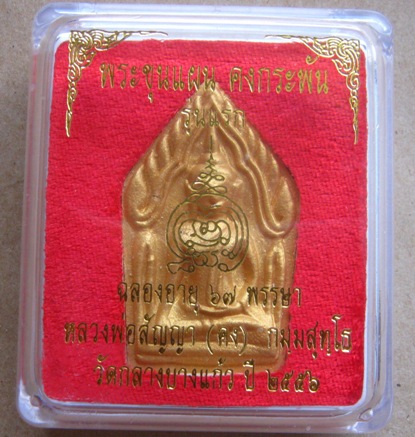 พระขุนแผน คงกระพัน
รุ่นแรก
ฉลองอายุ ๖๗ พรรษา
หลวงพ่อสัญญา (คง) กมฺมสุทฺโธ
วัดกลางบางแก้ว ปี ๒๕๕๖